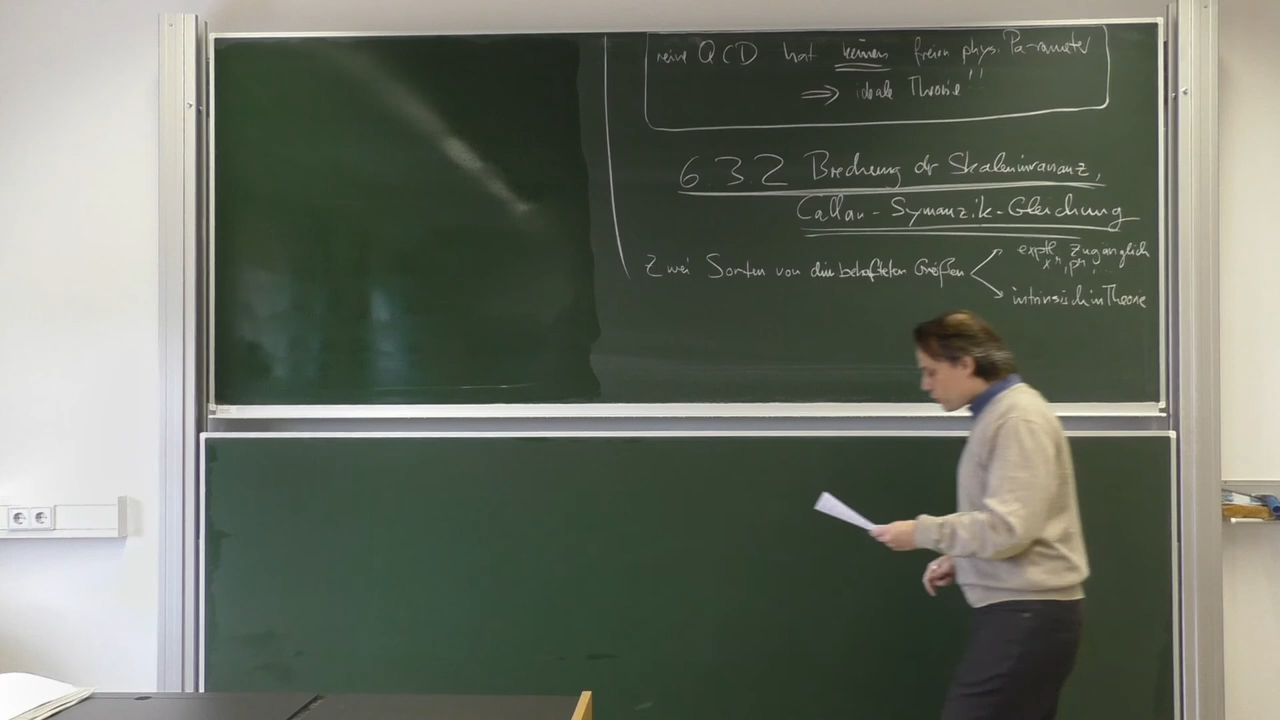 reine QCD hat keinen freien phys. Parameter
⇒ ideale Theorie!!
6.3.2 Brechung der Skaleninvarianz,
Callan-Symanzik-Gleichung
Zwei Sorten von dim. behafteten Größen
exptl. zugänglich
x^μ, p^μ, ...
intrinsisch in Theorie